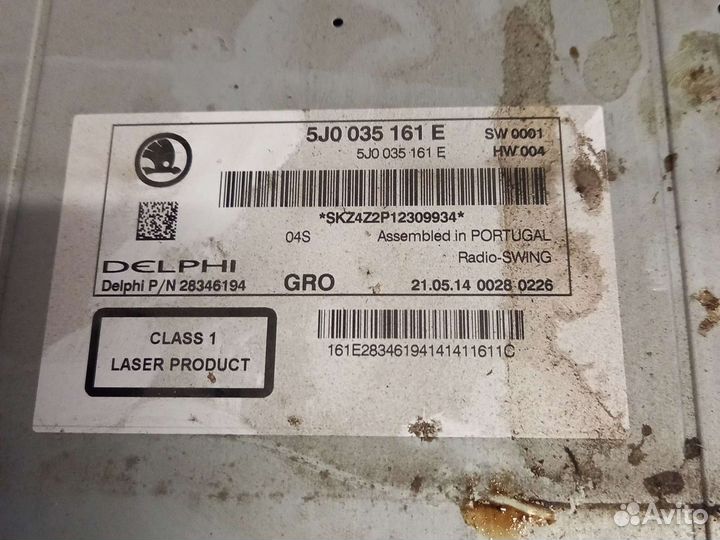 5J0 035 161 E SW 0001
5J0 035 161 E HW 004
*SKZ4Z2P12309934*
04S Assembled in PORTUGAL
Radio-SWING
DELPHI
Delphi P/N 28346194 GRO 21.05.14 0028 0226
CLASS 1
LASER PRODUCT
161E28346194141411611C
Avito